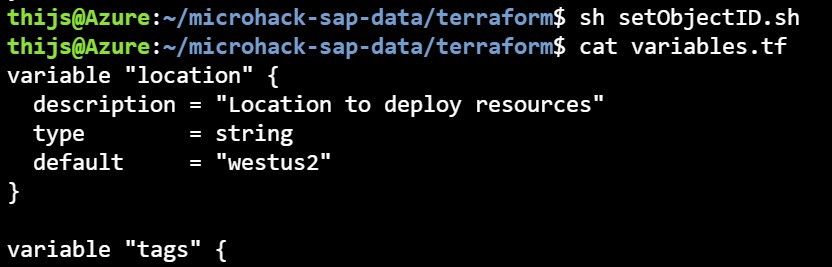 thijs@Azure:~/microhack-sap-data/terraform$ sh setObjectID.sh
thijs@Azure:~/microhack-sap-data/terraform$ cat variables.tf
variable "location" {
  description = "Location to deploy resources"
  type        = string
  default     = "westus2"
}

variable "tags" {